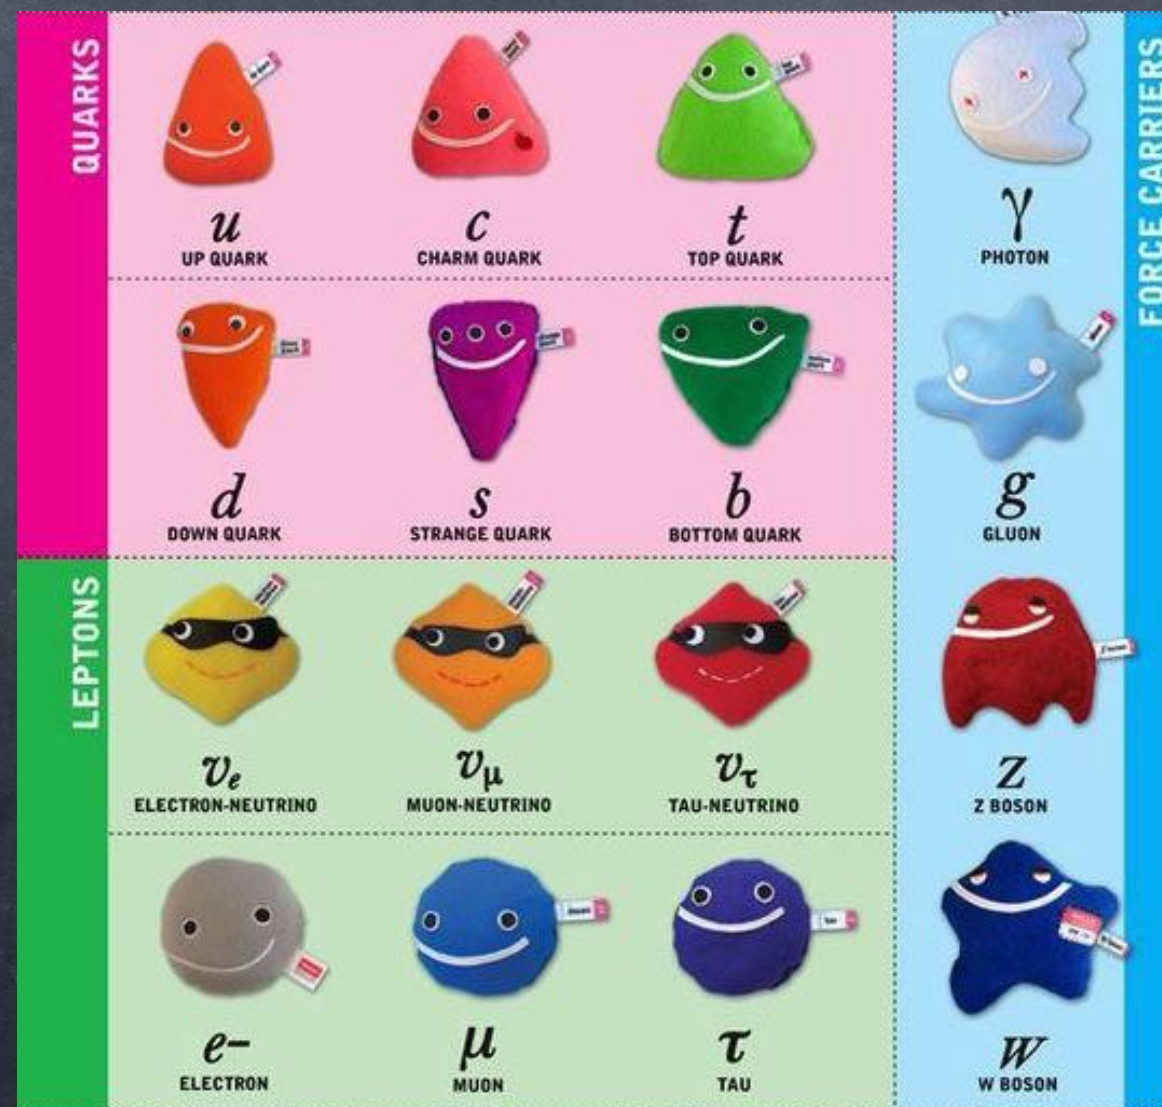 QUARKS
u
UP QUARK
c
CHARM QUARK
t
TOP QUARK
γ
PHOTON
FORCE CARRIERS
d
DOWN QUARK
s
STRANGE QUARK
b
BOTTOM QUARK
g
GLUON
LEPTONS
νe
ELECTRON-NEUTRINO
νμ
MUON-NEUTRINO
ντ
TAU-NEUTRINO
Z
Z BOSON
e−
ELECTRON
μ
MUON
τ
TAU
W
W BOSON